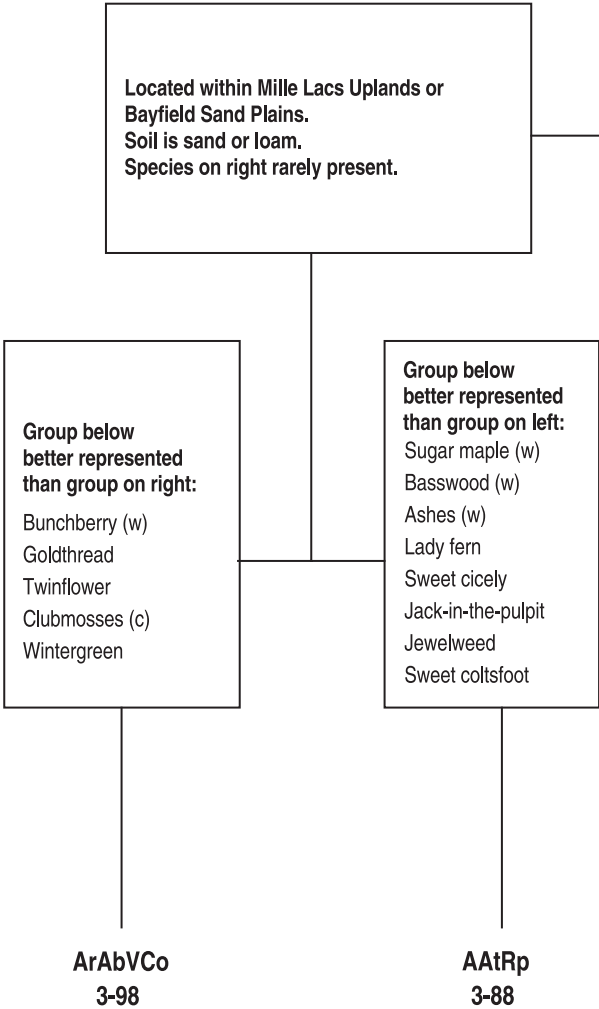 Located within Mille Lacs Uplands or
Bayfield Sand Plains.
Soil is sand or loam.
Species on right rarely present.
Group below
better represented
than group on right:
Bunchberry (w)
Goldthread
Twinflower
Clubmosses (c)
Wintergreen
Group below
better represented
than group on left:
Sugar maple (w)
Basswood (w)
Ashes (w)
Lady fern
Sweet cicely
Jack-in-the-pulpit
Jewelweed
Sweet coltsfoot
ArAbVCo
3-98
AAtRp
3-88